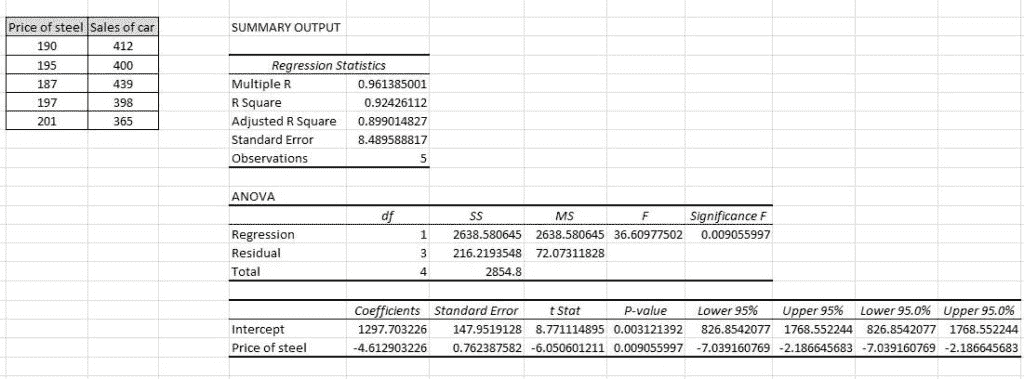 Price of steel Sales of car
190 412
195 400
187 439
197 398
201 365
SUMMARY OUTPUT
Regression Statistics
Multiple R 0.961385001
R Square 0.92426112
Adjusted R Square 0.899014827
Standard Error 8.489588817
Observations 5
ANOVA
df SS MS F Significance F
Regression 1 2638.580645 2638.580645 36.60977502 0.009055997
Residual 3 216.2193548 72.07311828
Total 4 2854.8
Coefficients Standard Error t Stat P-value Lower 95% Upper 95% Lower 95.0% Upper 95.0%
Intercept 1297.703226 147.9519128 8.771114895 0.003121392 826.8542077 1768.552244 826.8542077 1768.552244
Price of steel -4.612903226 0.762387582 -6.050601211 0.009055997 -7.039160769 -2.186645683 -7.039160769 -2.186645683